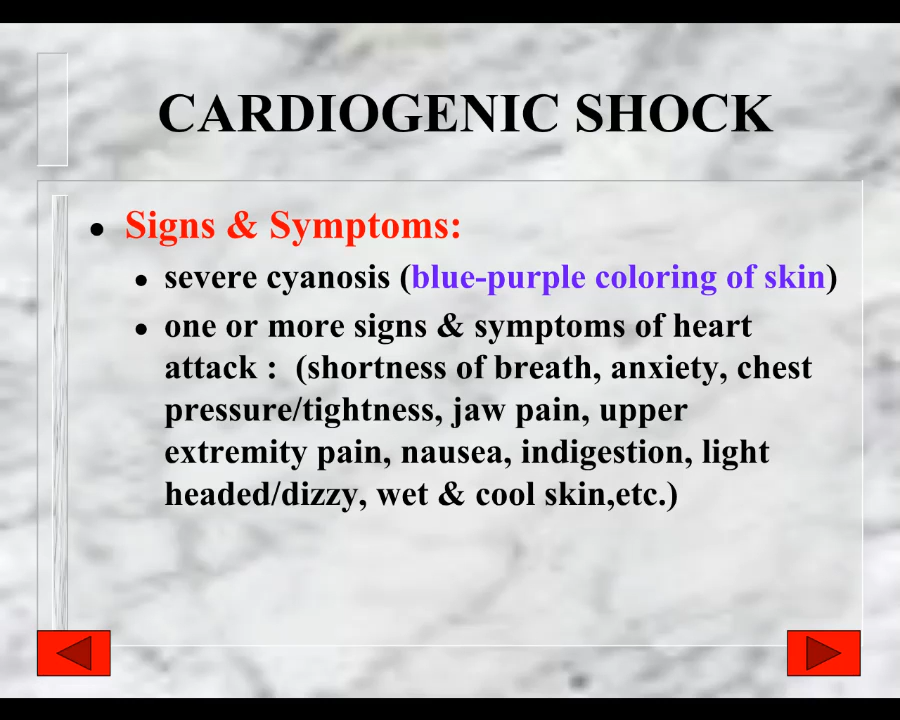 CARDIOGENIC SHOCK
• Signs & Symptoms:
• severe cyanosis (blue-purple coloring of skin)
• one or more signs & symptoms of heart
attack :  (shortness of breath, anxiety, chest
pressure/tightness, jaw pain, upper
extremity pain, nausea, indigestion, light
headed/dizzy, wet & cool skin,etc.)